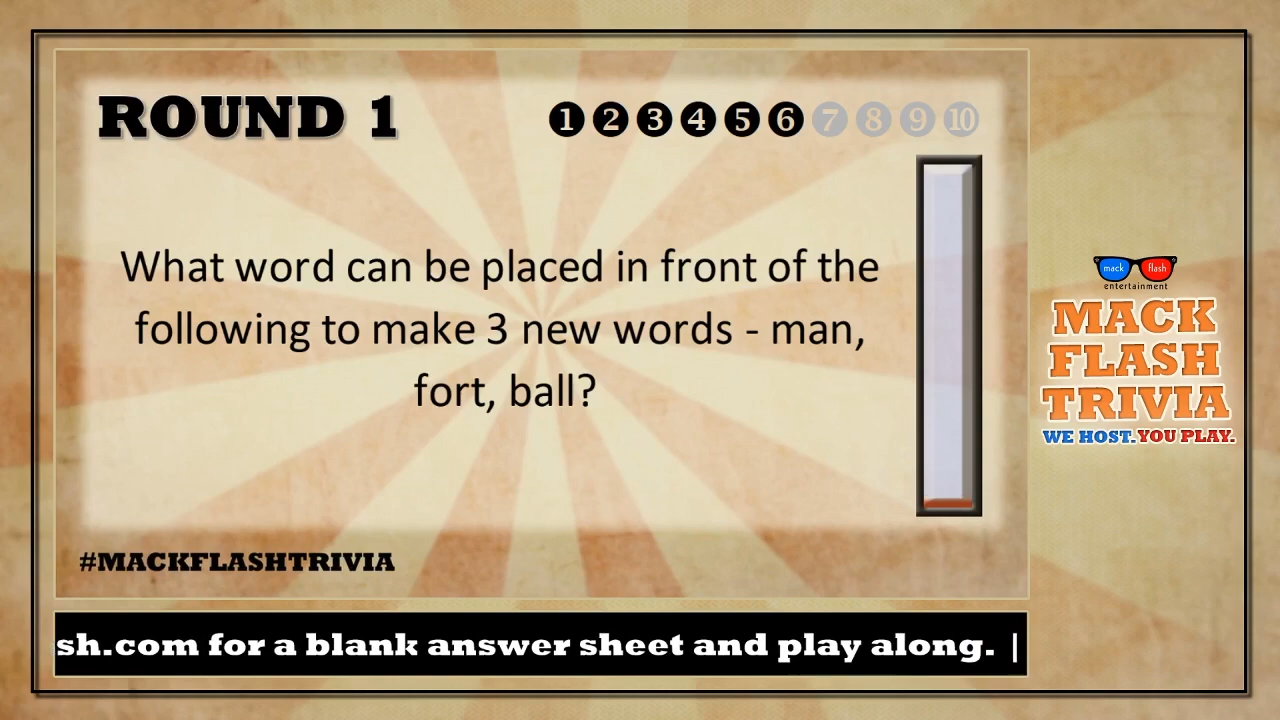 ROUND 1
1 2 3 4 5 6 7 8 9 10
What word can be placed in front of the
following to make 3 new words - man,
fort, ball?
mack flash
entertainment
MACK
FLASH
TRIVIA
WE HOST. YOU PLAY.
#MACKFLASHTRIVIA
sh.com for a blank answer sheet and play along. |